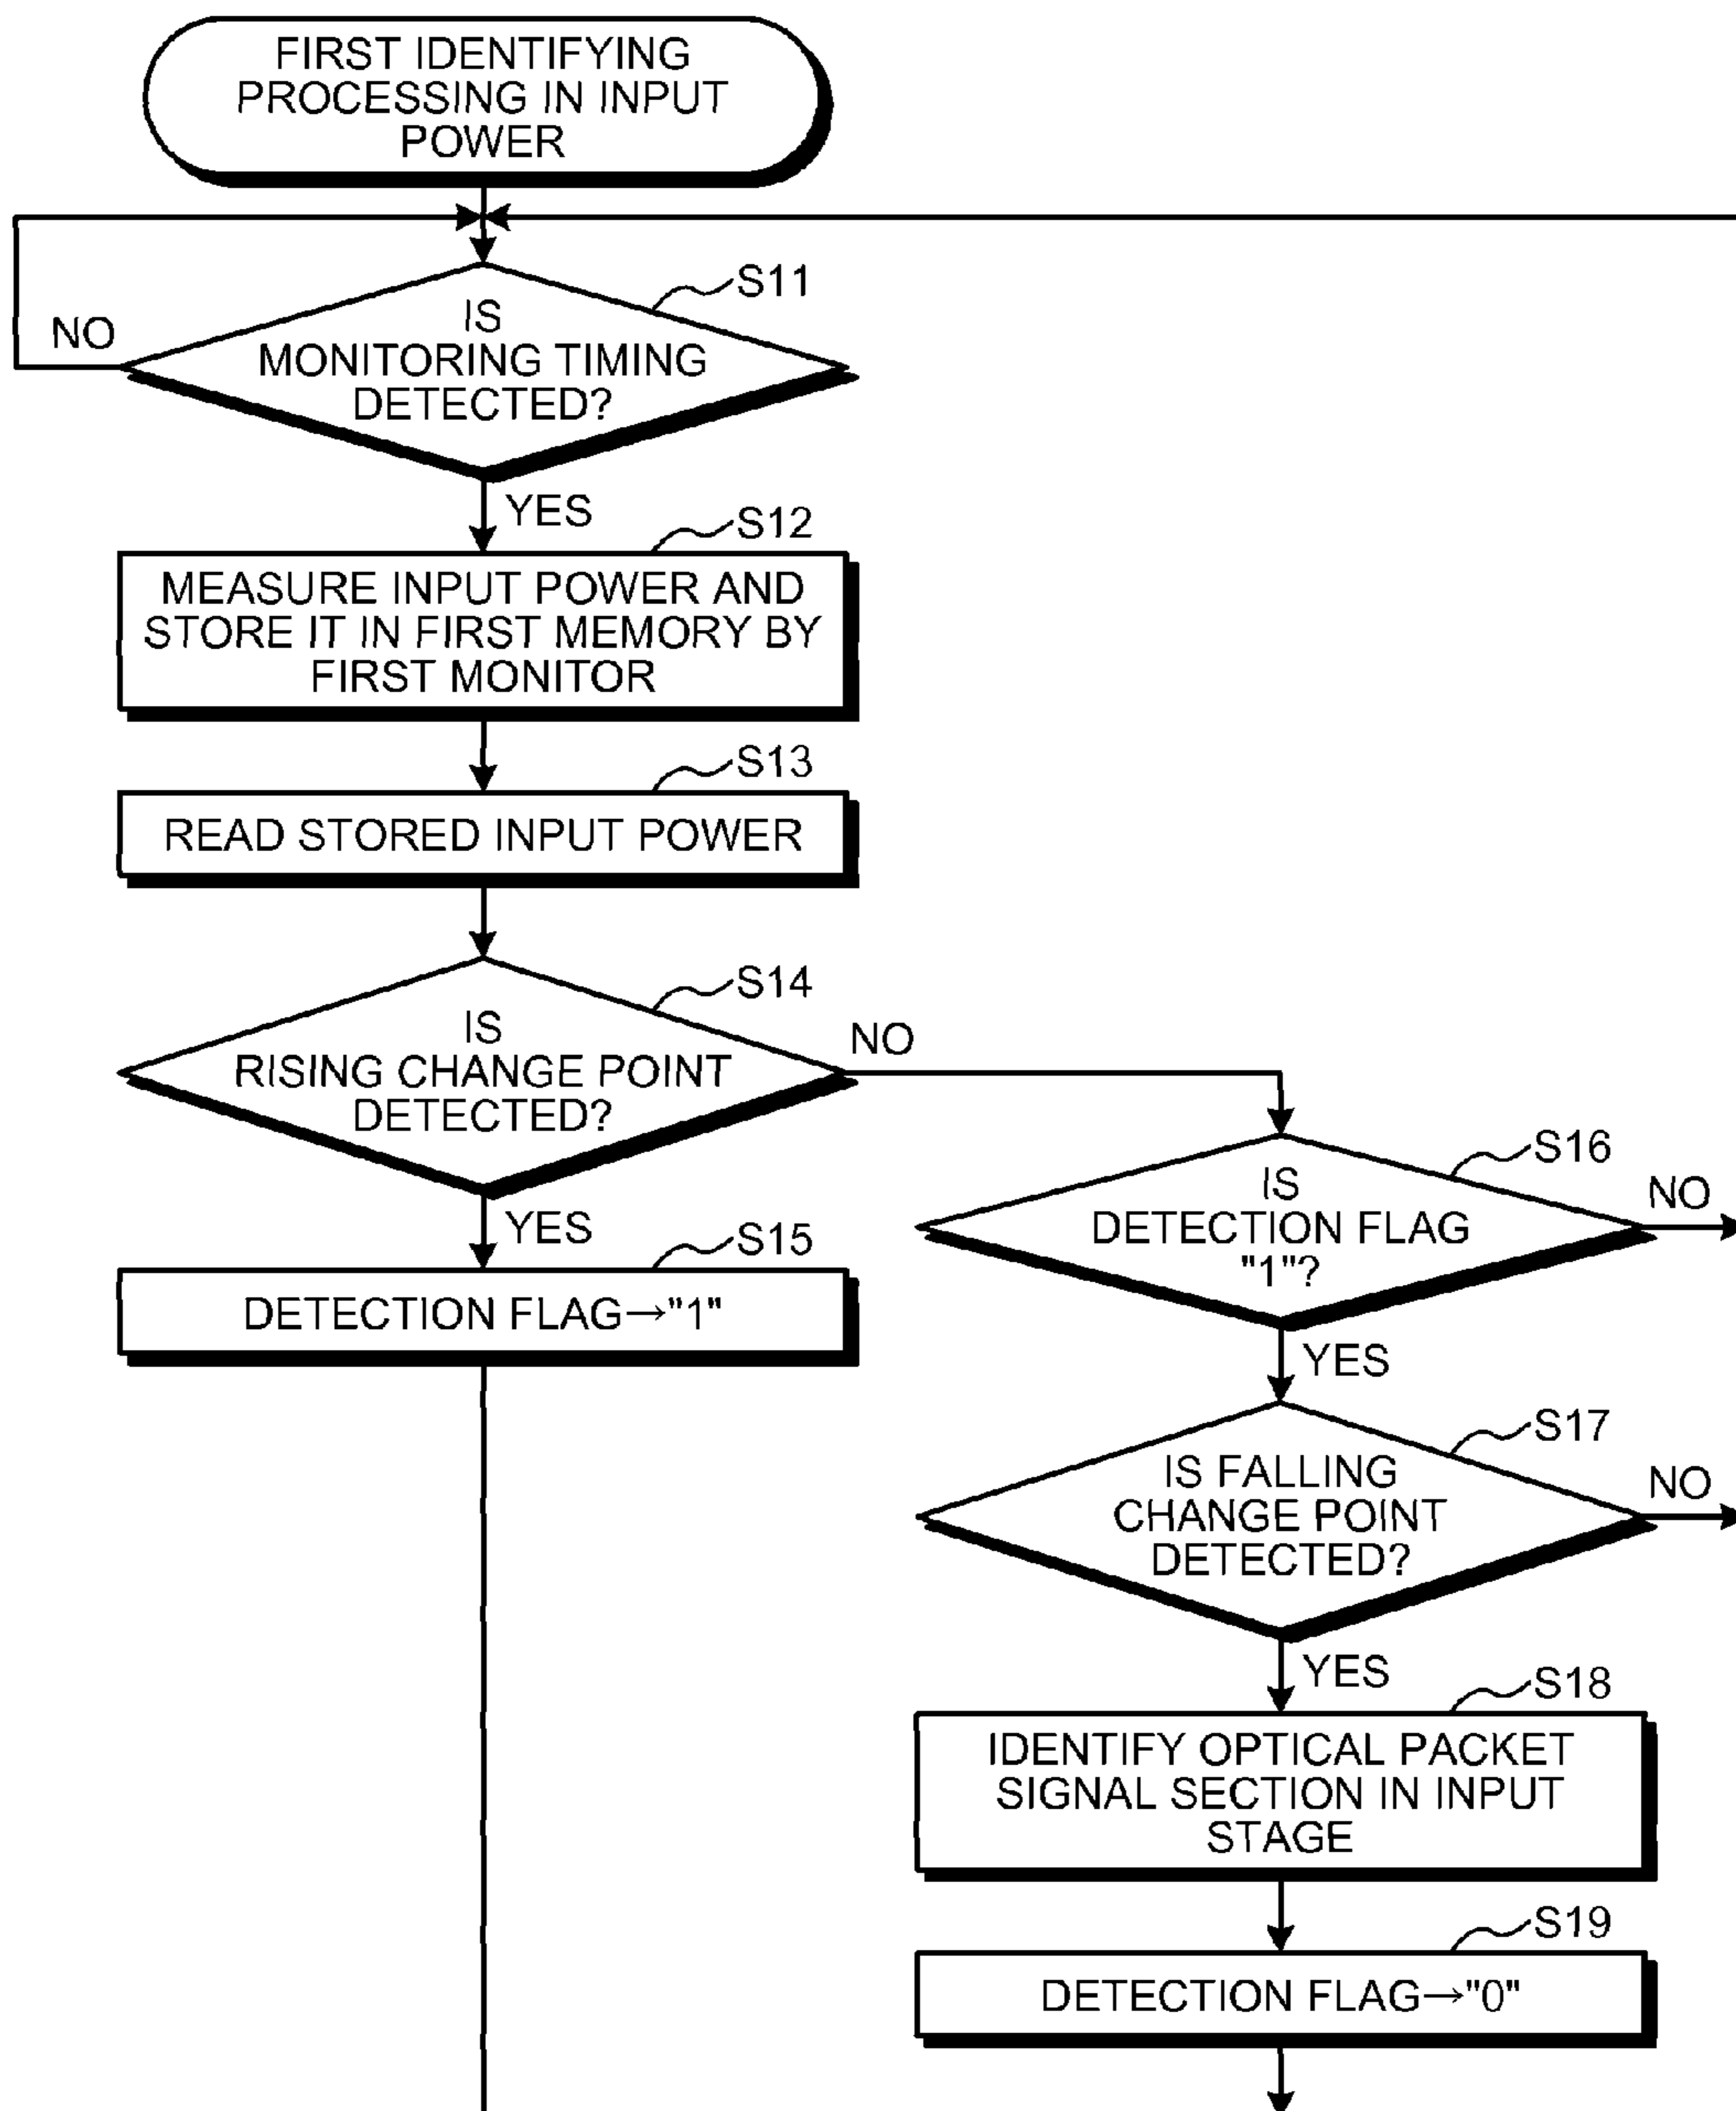 FIRST IDENTIFYING
PROCESSING IN INPUT
POWER
S11
NO
IS
MONITORING TIMING
DETECTED?
YES
S12
MEASURE INPUT POWER AND
STORE IT IN FIRST MEMORY BY
FIRST MONITOR
S13
READ STORED INPUT POWER
S14
IS
RISING CHANGE POINT
DETECTED?
NO
YES
S15
DETECTION FLAG→"1"
S16
IS
DETECTION FLAG
"1"?
NO
YES
S17
IS FALLING
CHANGE POINT
DETECTED?
NO
YES
S18
IDENTIFY OPTICAL PACKET
SIGNAL SECTION IN INPUT
STAGE
S19
DETECTION FLAG→"0"